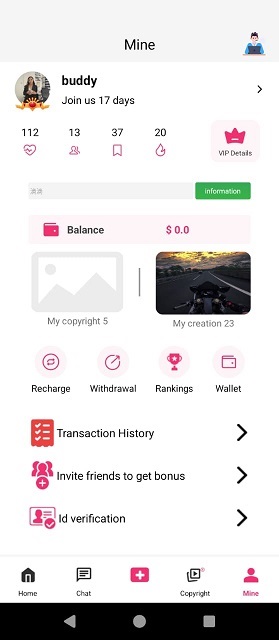 Mine
buddy
Join us 17 days
112 13 37 20
VIP Details
information
Balance $ 0.0
My copyright 5
My creation 23
Recharge Withdrawal Rankings Wallet
Transaction History
Invite friends to get bonus
Id verification
Home Chat Copyright Mine